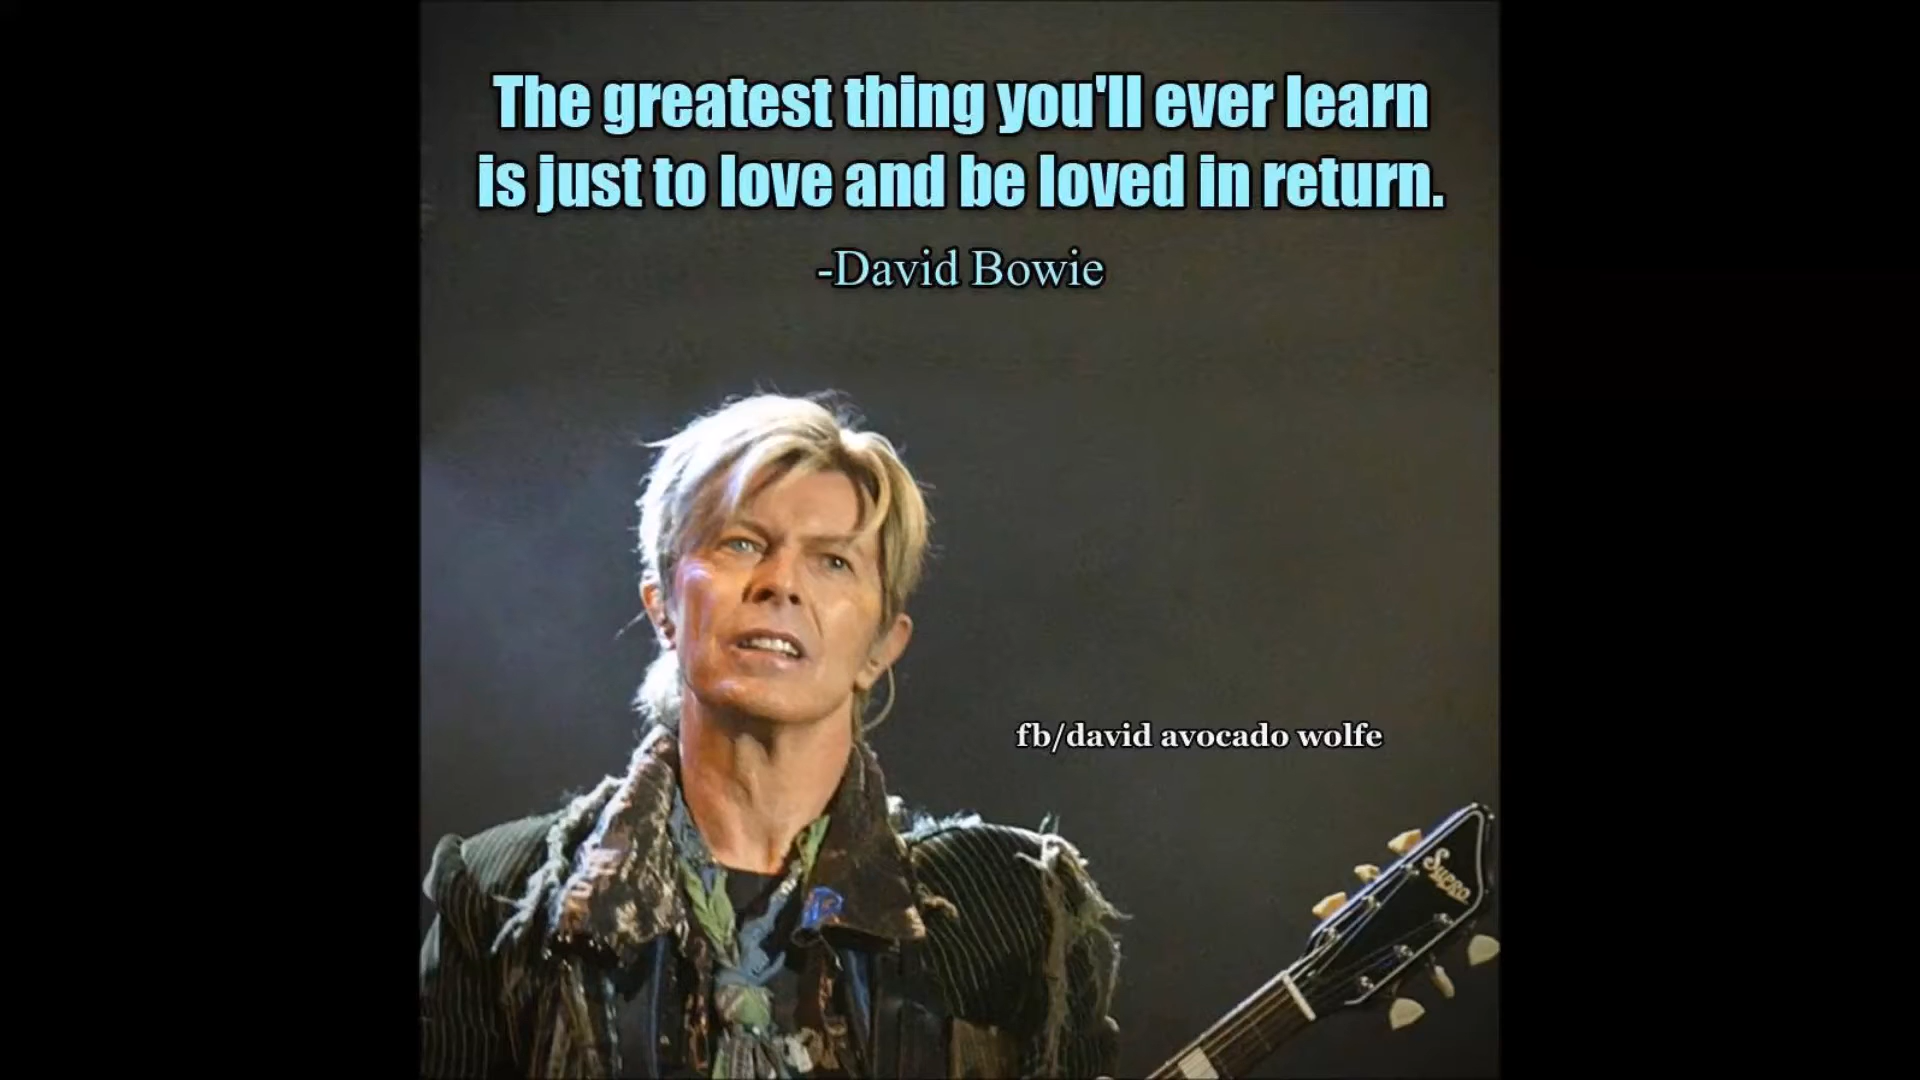 The greatest thing you'll ever learn
is just to love and be loved in return.
-David Bowie
fb/david avocado wolfe
Supro